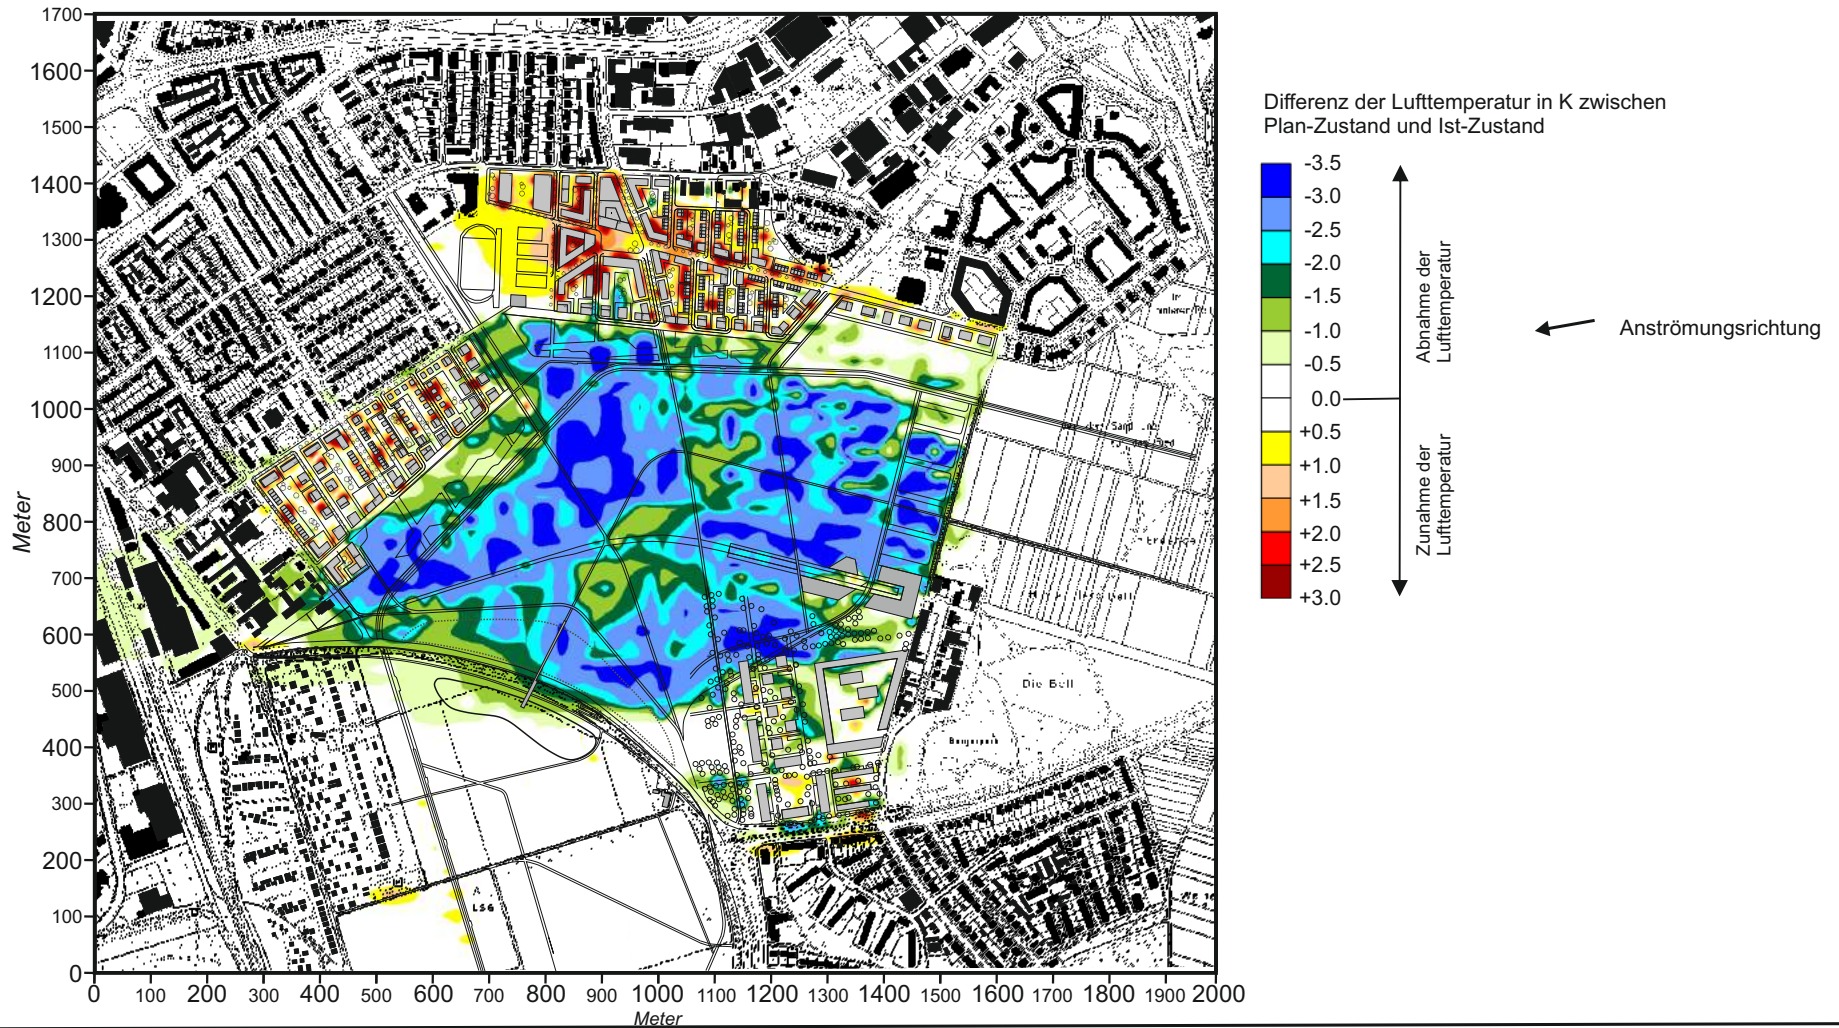 Differenz der Lufttemperatur in K zwischen
Plan-Zustand und Ist-Zustand
-3.5
-3.0
-2.5
-2.0
-1.5
-1.0
-0.5
0.0
+0.5
+1.0
+1.5
+2.0
+2.5
+3.0
Abnahme der
Lufttemperatur
Zunahme der
Lufttemperatur
Anströmungsrichtung
Meter
1700
1600
1500
1400
1300
1200
1100
1000
900
800
700
600
500
400
300
200
100
0
0 100 200 300 400 500 600 700 800 900 1000 1100 1200 1300 1400 1500 1600 1700 1800 1900 2000
Meter
Die Bell
LSG